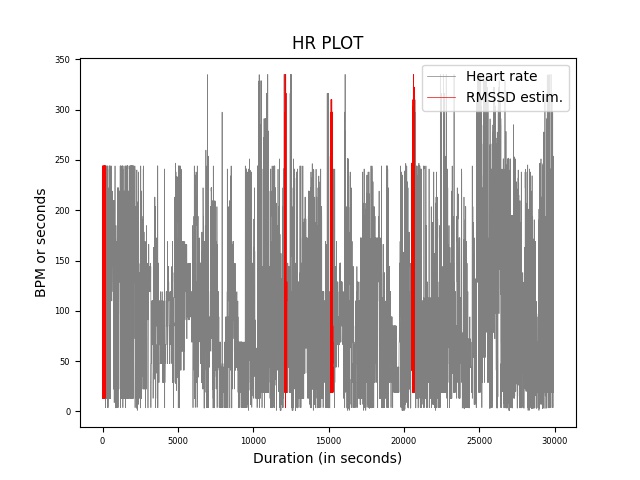 HR PLOT
Heart rate
RMSSD estim.
BPM or seconds
350
300
250
200
150
100
50
0
0 5000 10000 15000 20000 25000 30000
Duration (in seconds)